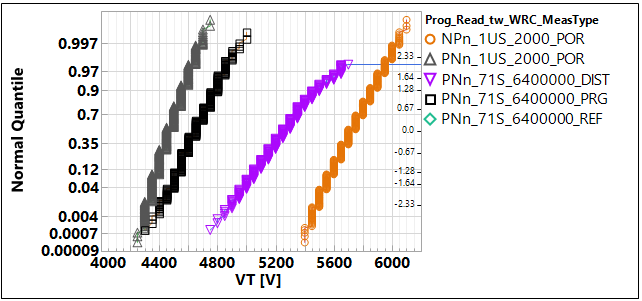 Prog_Read_tw_WRC_MeasType
NPn_1US_2000_POR
PNn_1US_2000_POR
PNn_71S_6400000_DIST
PNn_71S_6400000_PRG
PNn_71S_6400000_REF
Normal Quantile
0.997
0.97
0.9
0.7
0.35
0.12
0.04
0.004
0.0007
0.00009
2.33
1.64
1.28
0.67
0.0
-0.67
-1.28
-1.64
-2.33
4000 4400 4800 5200 5600 6000
VT [V]